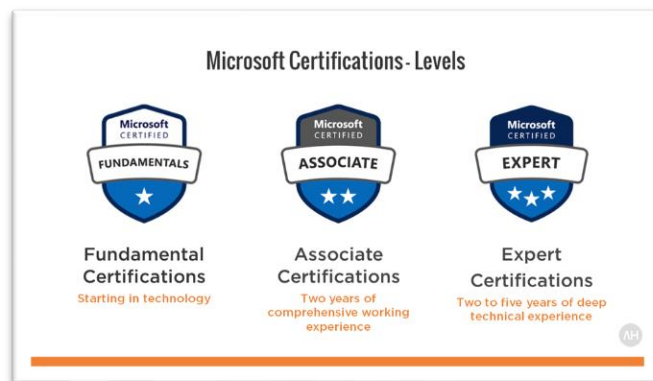 Microsoft Certifications - Levels
Microsoft
CERTIFIED
FUNDAMENTALS
Microsoft
CERTIFIED
ASSOCIATE
Microsoft
CERTIFIED
EXPERT
Fundamental
Certifications
Starting in technology
Associate
Certifications
Two years of
comprehensive working
experience
Expert
Certifications
Two to five years of deep
technical experience
AH